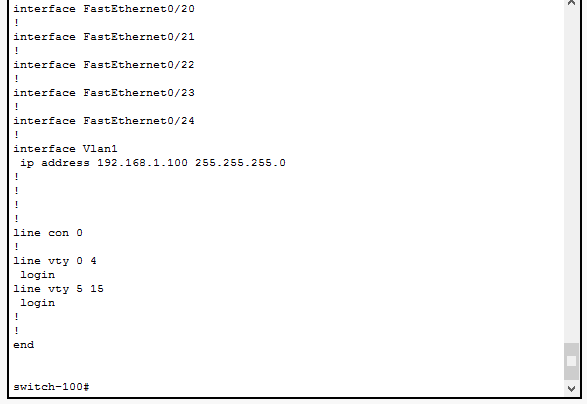 interface FastEthernet0/20
!
interface FastEthernet0/21
!
interface FastEthernet0/22
!
interface FastEthernet0/23
!
interface FastEthernet0/24
!
interface Vlan1
 ip address 192.168.1.100 255.255.255.0
!
!
!
!
line con 0
!
line vty 0 4
 login
line vty 5 15
 login
!
!
end
switch-100#